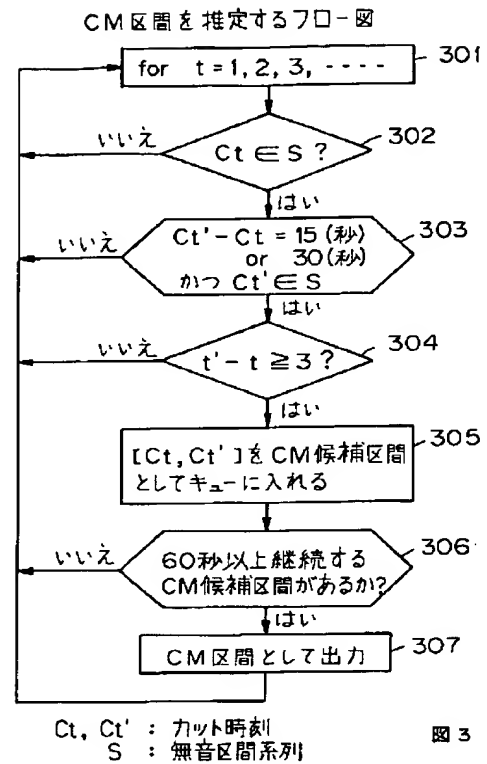 CM区間を推定するフロー図
for t=1,2,3,----
301
302
いいえ
Ct∈S?
はい
303
いいえ
Ct'-Ct=15(秒)
or 30(秒)
かつ Ct'∈S
はい
304
いいえ
t'-t≧3?
はい
305
[Ct,Ct']をCM候補区間
としてキューに入れる
306
いいえ
60秒以上継続する
CM候補区間があるか?
はい
307
CM区間として出力
Ct, Ct' : カット時刻
S : 無音区間系列
図3